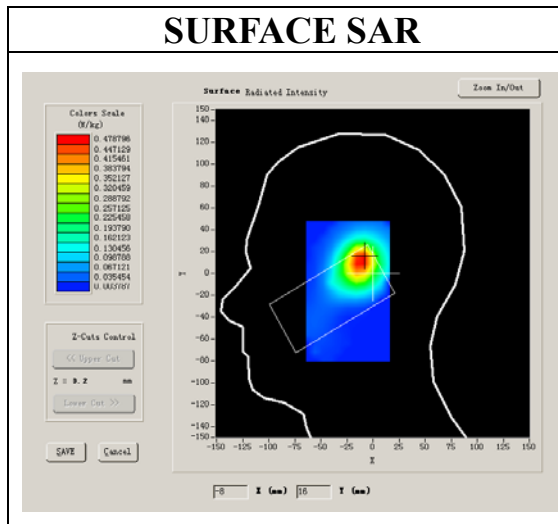 SURFACE SAR
Surface Radiated Intensity
Zoom In/Out
Colors Scale
(W/kg)
0.478796
0.447129
0.415461
0.383794
0.352127
0.320459
0.288792
0.257125
0.225458
0.193790
0.162123
0.130456
0.098788
0.067121
0.035454
0.003787
Z-Cuts Control
<< Upper Cut
Z = 0.2 mm
Lower Cut >>
SAVE Cancel
150
140
120
100
80
60
40
20
0
-20
-40
-60
-80
-100
-120
-140
-150
Y
-150 -125 -100 -75 -50 -25 0 25 50 75 100 125 150
X
-8 X (mm) 16 Y (mm)